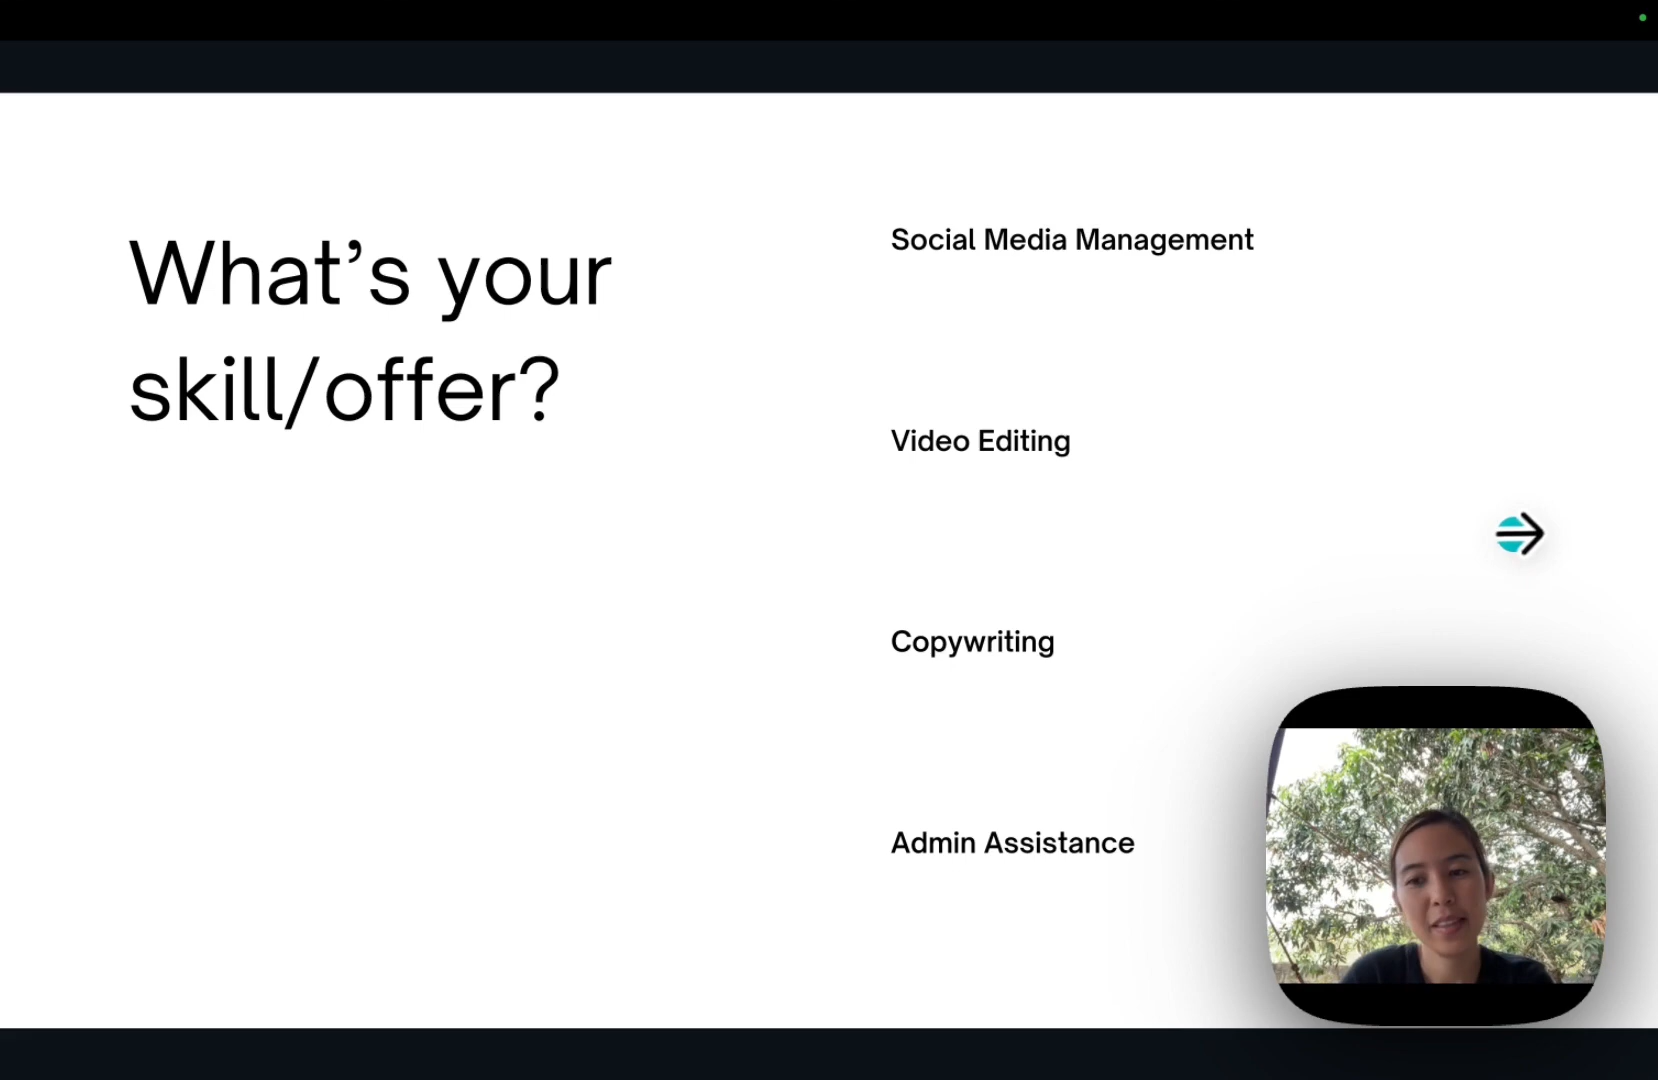 What’s your
skill/offer?
Social Media Management
Video Editing
Copywriting
Admin Assistance